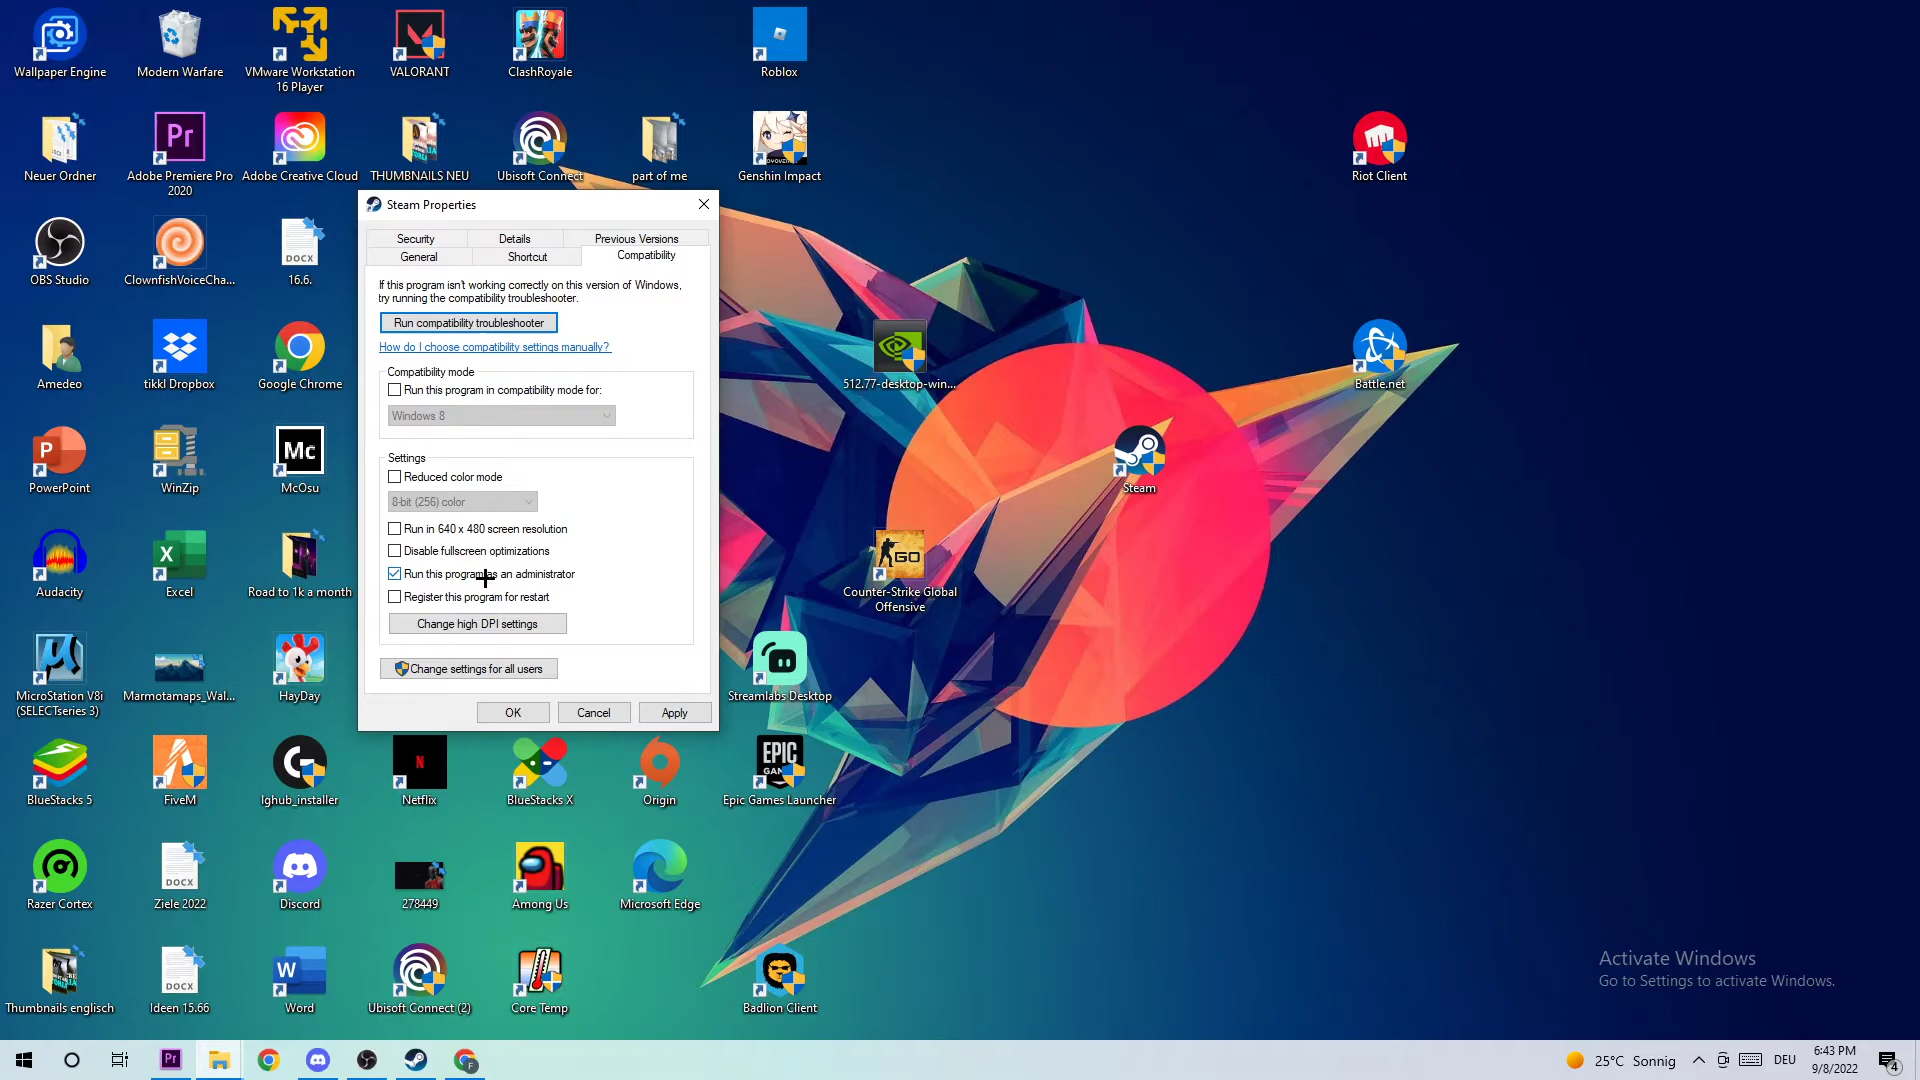 Wallpaper Engine
Modern Warfare
VMware Workstation
16 Player
VALORANT
ClashRoyale
Roblox
Neuer Ordner
Pr
Adobe Premiere Pro
2020
Adobe Creative Cloud
THUMBNAILS NEU
Ubisoft Connect
part of me
Genshin Impact
Riot Client
Steam Properties
Security
Details
Previous Versions
General
Shortcut
Compatibility
If this program isn't working correctly on this version of Windows,
try running the compatibility troubleshooter.
Run compatibility troubleshooter
How do I choose compatibility settings manually?
Compatibility mode
Run this program in compatibility mode for:
Windows 8
Settings
Reduced color mode
8-bit (256) color
Run in 640 x 480 screen resolution
Disable fullscreen optimizations
Run this program as an administrator
Register this program for restart
Change high DPI settings
Change settings for all users
OK
Cancel
Apply
OBS Studio
ClownfishVoiceCha...
DOCX
16.6.
Amedeo
tikkl Dropbox
Google Chrome
512.77-desktop-win...
Battle.net
P
PowerPoint
WinZip
Mc
McOsu
Steam
Audacity
X
Excel
Road to 1k a month
GO
Counter-Strike Global
Offensive
MicroStation V8i
(SELECTseries 3)
Marmotamaps_Wal...
HayDay
Streamlabs Desktop
BlueStacks 5
FiveM
G
lghub_installer
N
Netflix
BlueStacks X
Origin
EPIC
GAMES
Epic Games Launcher
Razer Cortex
DOCX
Ziele 2022
Discord
278449
Among Us
Microsoft Edge
Thumbnails englisch
DOCX
Ideen 15.66
W
Word
Ubisoft Connect (2)
Core Temp
Badlion Client
Activate Windows
Go to Settings to activate Windows.
Pr
F
25°C Sonnig
DEU
6:43 PM
9/8/2022
4